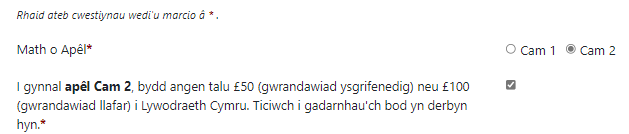 Rhaid ateb cwestiynau wedi'u marcio â *.
Math o Apêl* Cam 1 Cam 2
I gynnal apêl Cam 2, bydd angen talu £50 (gwrandawiad ysgrifenedig) neu £100
(gwrandawiad llafar) i Lywodraeth Cymru. Ticiwch i gadarnhau'ch bod yn derbyn
hyn.*